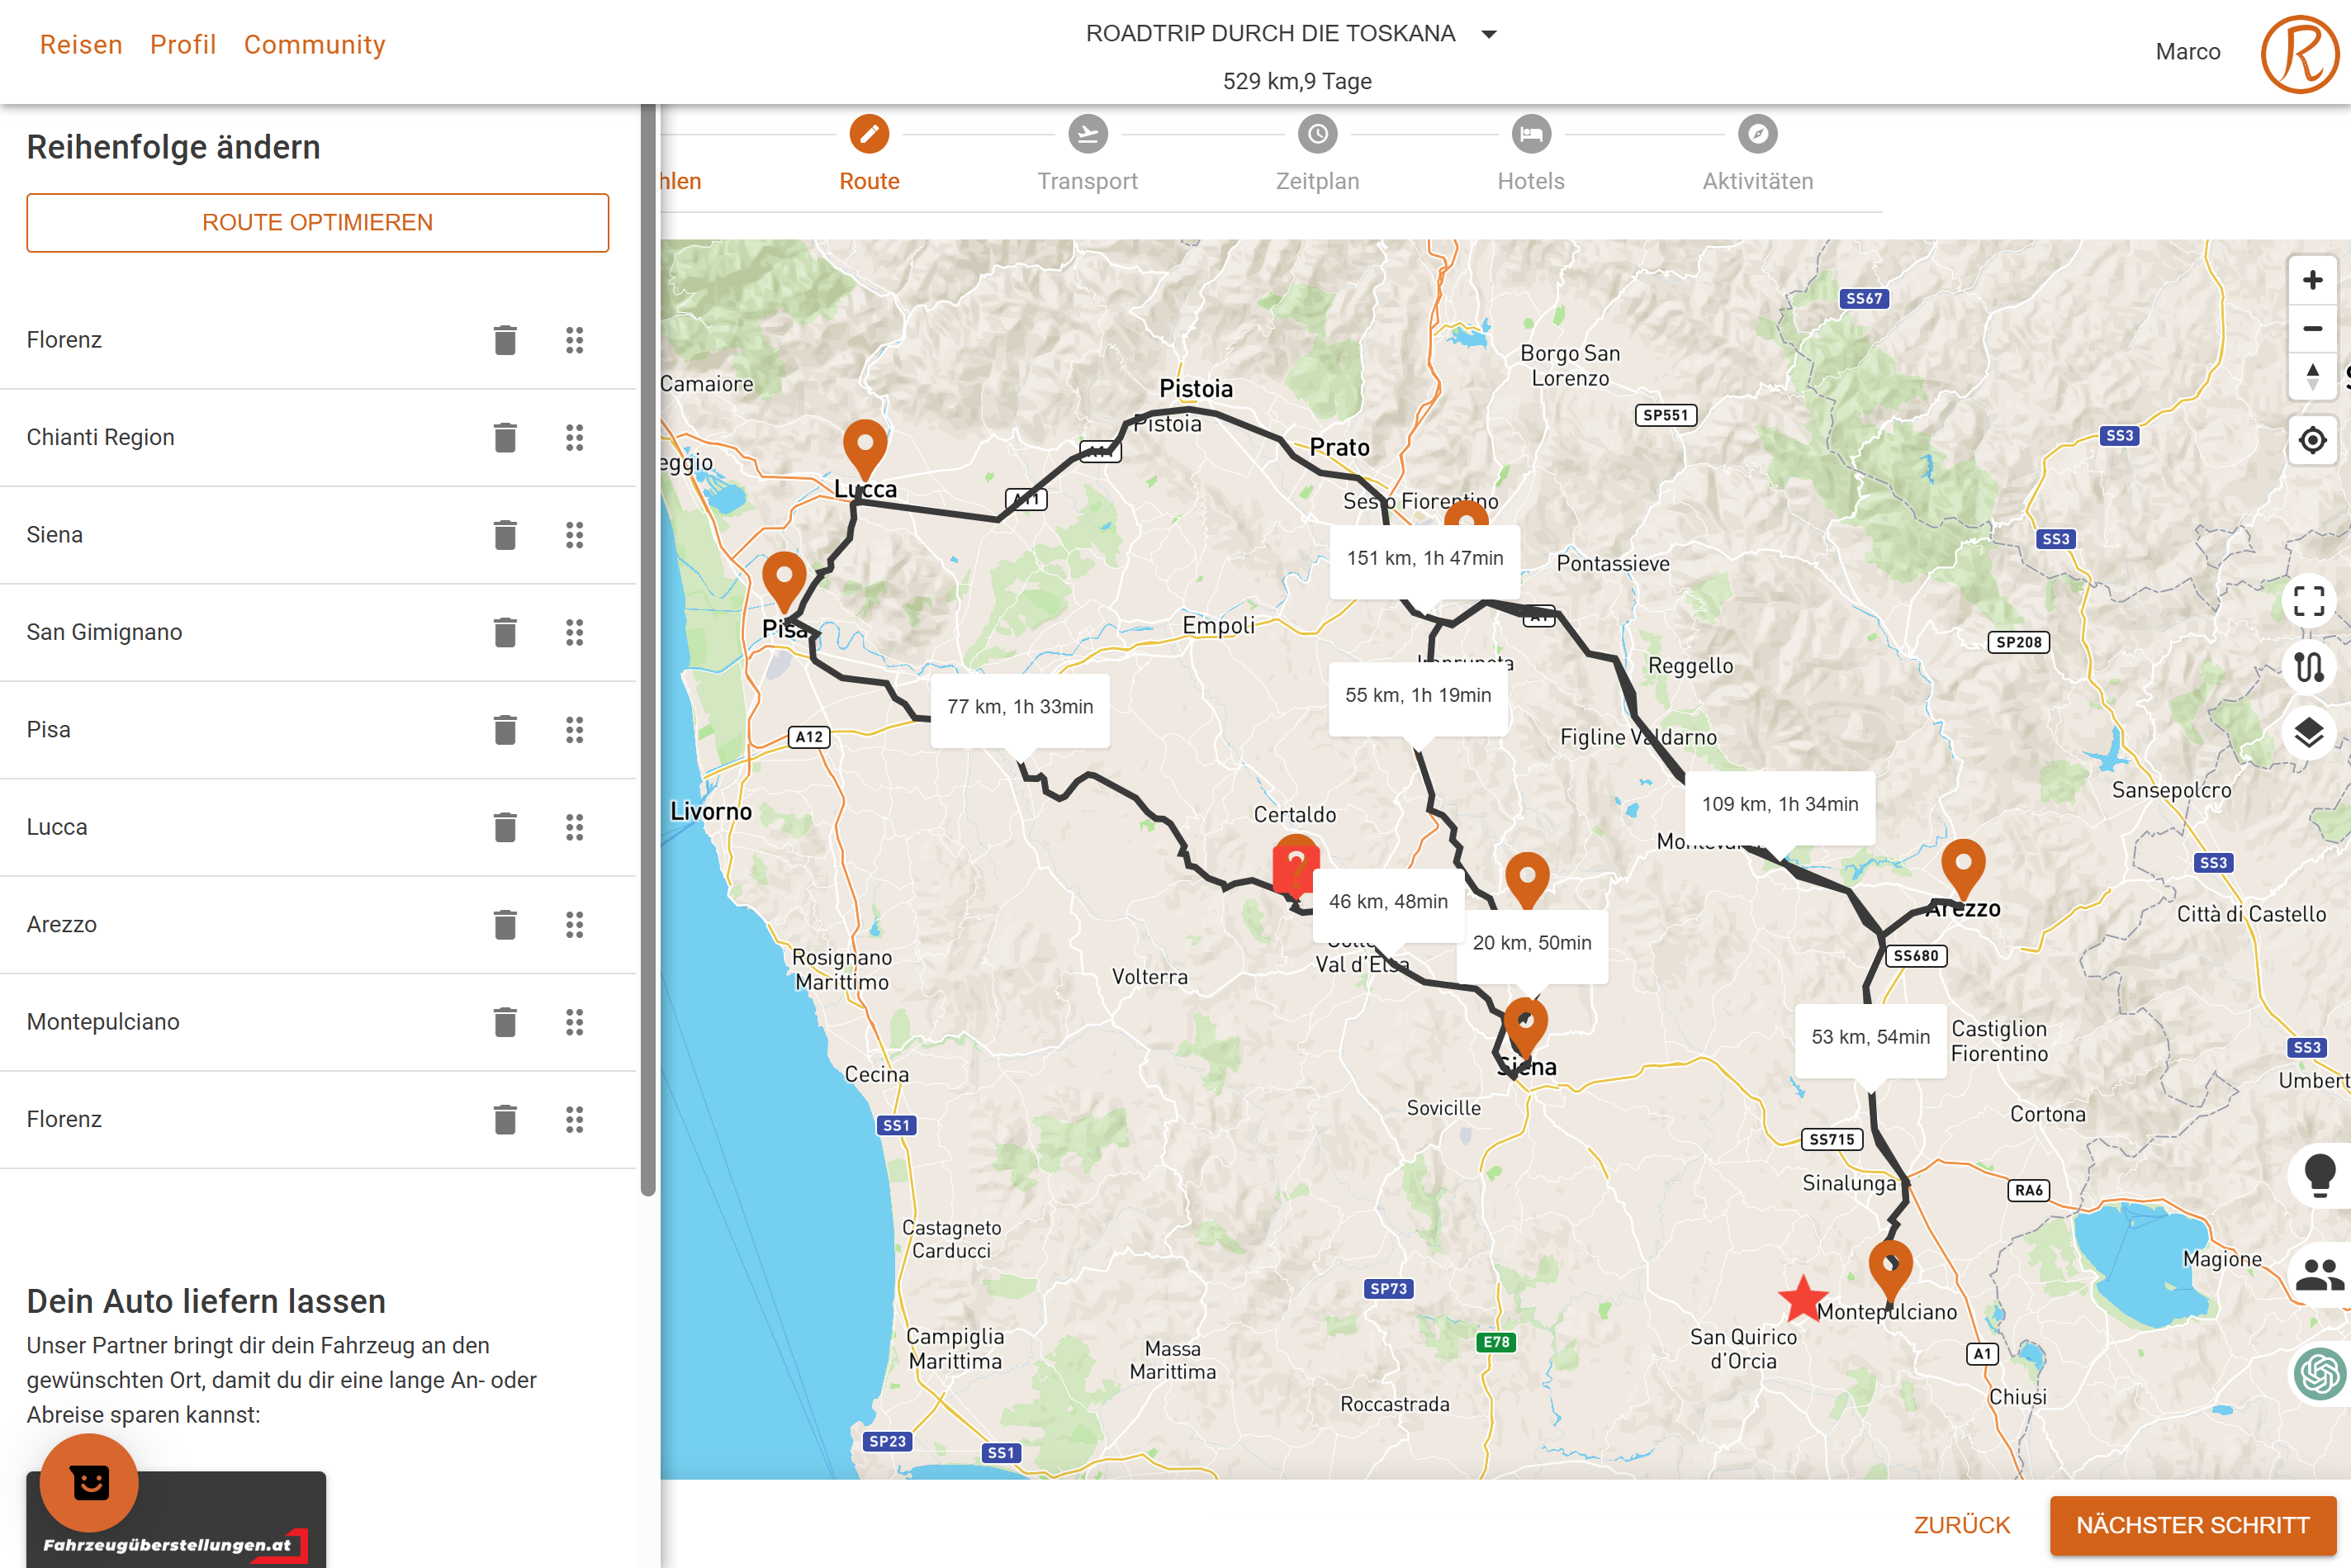 Reisen Profil Community
ROADTRIP DURCH DIE TOSKANA
529 km,9 Tage
Marco
Reihenfolge ändern
ROUTE OPTIMIEREN
Florenz
Chianti Region
Siena
San Gimignano
Pisa
Lucca
Arezzo
Montepulciano
Florenz
Dein Auto liefern lassen
Unser Partner bringt dir dein Fahrzeug an den
gewünschten Ort, damit du dir eine lange An- oder
Abreise sparen kannst:
Fahrzeugüberstellungen.at
hlen
Route
Transport
Zeitplan
Hotels
Aktivitäten
SS67
Borgo San
Lorenzo
Camaiore
Pistoia
Pistoia
SP551
SS3
Prato
eggio
A11
Lucca
A11
Sesto Fiorentino
SS3
151 km, 1h 47min
Pontassieve
A1
Pisa
Empoli
SP208
Impruneta
Reggello
55 km, 1h 19min
77 km, 1h 33min
A12
Figline Valdarno
Sansepolcro
109 km, 1h 34min
Livorno
Certaldo
SS3
46 km, 48min
Arezzo
Città di Castello
20 km, 50min
Rosignano
Marittimo
Volterra
Val d'Elsa
SS680
53 km, 54min
Castiglion
Fiorentino
SS3
Siena
Cecina
Umbert
Sovicille
Cortona
SS1
SS715
Sinalunga
RA6
Castagneto
Carducci
Magione
SP73
Montepulciano
Campiglia
Marittima
Massa
Marittima
E78
San Quirico
d'Orcia
A1
Chiusi
Roccastrada
SP23
SS1
ZURÜCK
NÄCHSTER SCHRITT